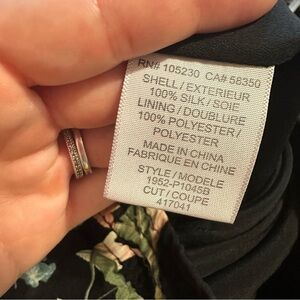 RN# 105230 CA# 58350
SHELL / EXTERIEUR
100% SILK / SOIE
LINING / DOUBLURE
100% POLYESTER /
POLYESTER
MADE IN CHINA
FABRIQUE EN CHINE
STYLE / MODELE
1952-P1045B
CUT / COUPE
417041